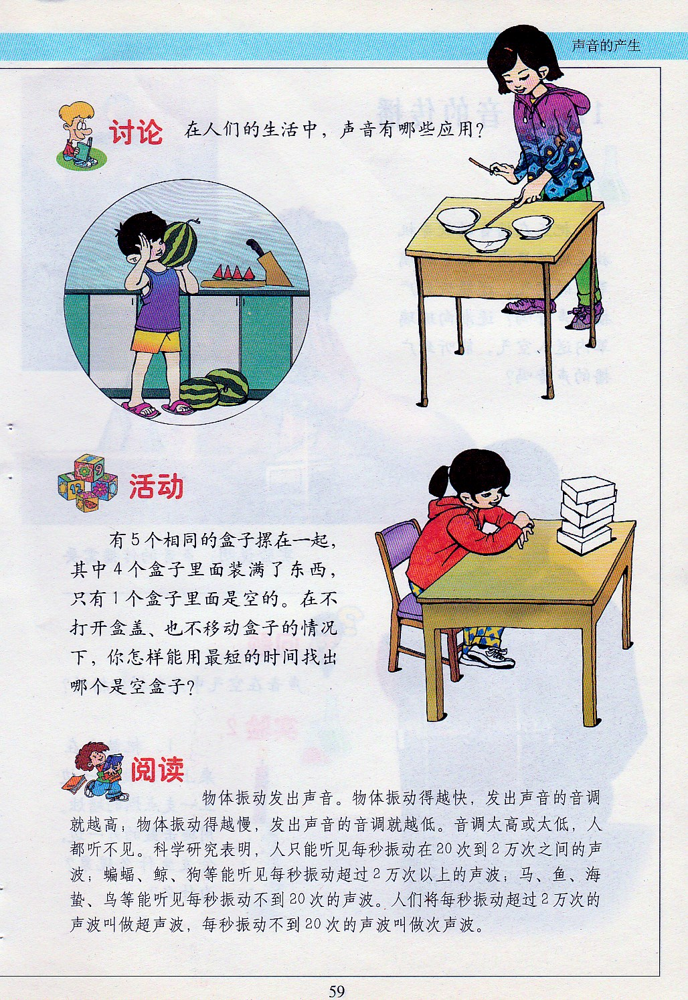 声音的产生
讨论
在人们的生活中，声音有哪些应用？
活动
有5个相同的盒子摞在一起，
其中4个盒子里面装满了东西，
只有1个盒子里面是空的。在不
打开盒盖、也不移动盒子的情况
下，你怎样能用最短的时间找出
哪个是空盒子？
阅读
物体振动发出声音。物体振动得越快，发出声音的音调
就越高；物体振动得越慢，发出声音的音调就越低。音调太高或太低，人
都听不见。科学研究表明，人只能听见每秒振动在20次到2万次之间的声
波；蝙蝠、鲸、狗等能听见每秒振动超过2万次以上的声波；马、鱼、海
蛰、鸟等能听见每秒振动不到20次的声波。人们将每秒振动超过2万次的
声波叫做超声波，每秒振动不到20次的声波叫做次声波。
59